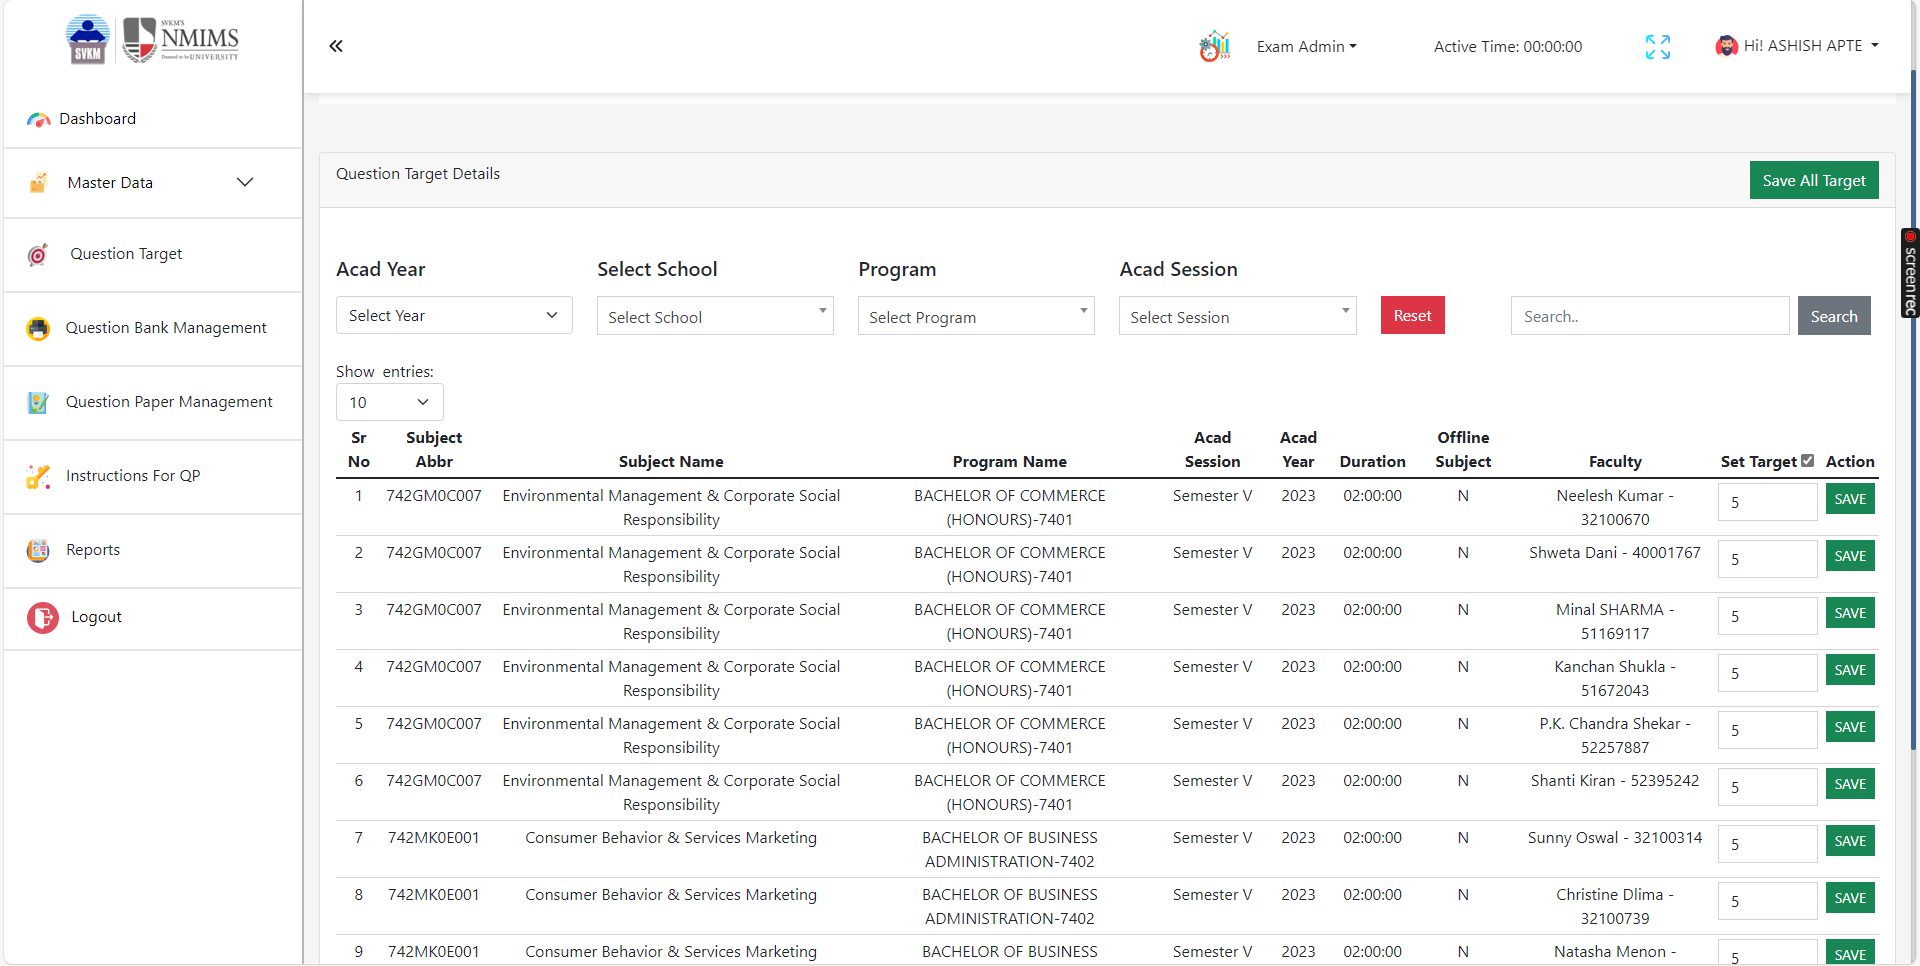 SVKM
SVKM'S
NMIMS
Deemed to be UNIVERSITY
Exam Admin
Active Time: 00:00:00
Hi! ASHISH APTE
Dashboard
Master Data
Question Target
Question Bank Management
Question Paper Management
Instructions For QP
Reports
Logout
Question Target Details
Save All Target
Acad Year
Select School
Program
Acad Session
Select Year
Select School
Select Program
Select Session
Reset
Search..
Search
screenrec
Show entries:
10
Sr No Subject Abbr Subject Name Program Name Acad Session Acad Year Duration Offline Subject Faculty Set Target Action
1 742GM0C007 Environmental Management & Corporate Social BACHELOR OF COMMERCE Semester V 2023 02:00:00 N Neelesh Kumar - 5 SAVE
Responsibility (HONOURS)-7401 32100670
2 742GM0C007 Environmental Management & Corporate Social BACHELOR OF COMMERCE Semester V 2023 02:00:00 N Shweta Dani - 40001767 5 SAVE
Responsibility (HONOURS)-7401
3 742GM0C007 Environmental Management & Corporate Social BACHELOR OF COMMERCE Semester V 2023 02:00:00 N Minal SHARMA - 5 SAVE
Responsibility (HONOURS)-7401 51169117
4 742GM0C007 Environmental Management & Corporate Social BACHELOR OF COMMERCE Semester V 2023 02:00:00 N Kanchan Shukla - 5 SAVE
Responsibility (HONOURS)-7401 51672043
5 742GM0C007 Environmental Management & Corporate Social BACHELOR OF COMMERCE Semester V 2023 02:00:00 N P.K. Chandra Shekar - 5 SAVE
Responsibility (HONOURS)-7401 52257887
6 742GM0C007 Environmental Management & Corporate Social BACHELOR OF COMMERCE Semester V 2023 02:00:00 N Shanti Kiran - 52395242 5 SAVE
Responsibility (HONOURS)-7401
7 742MK0E001 Consumer Behavior & Services Marketing BACHELOR OF BUSINESS Semester V 2023 02:00:00 N Sunny Oswal - 32100314 5 SAVE
ADMINISTRATION-7402
8 742MK0E001 Consumer Behavior & Services Marketing BACHELOR OF BUSINESS Semester V 2023 02:00:00 N Christine Dlima - 5 SAVE
ADMINISTRATION-7402 32100739
9 742MK0E001 Consumer Behavior & Services Marketing BACHELOR OF BUSINESS Semester V 2023 02:00:00 N Natasha Menon - 5 SAVE